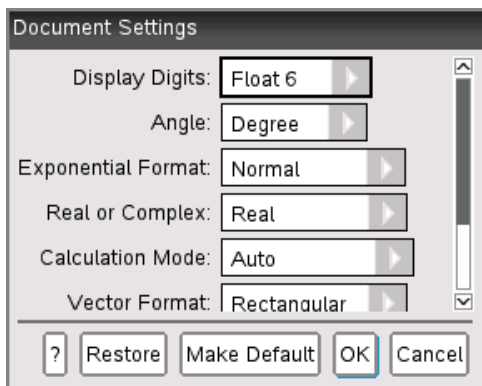 Document Settings
Display Digits: Float 6
Angle: Degree
Exponential Format: Normal
Real or Complex: Real
Calculation Mode: Auto
Vector Format: Rectangular
? Restore Make Default OK Cancel